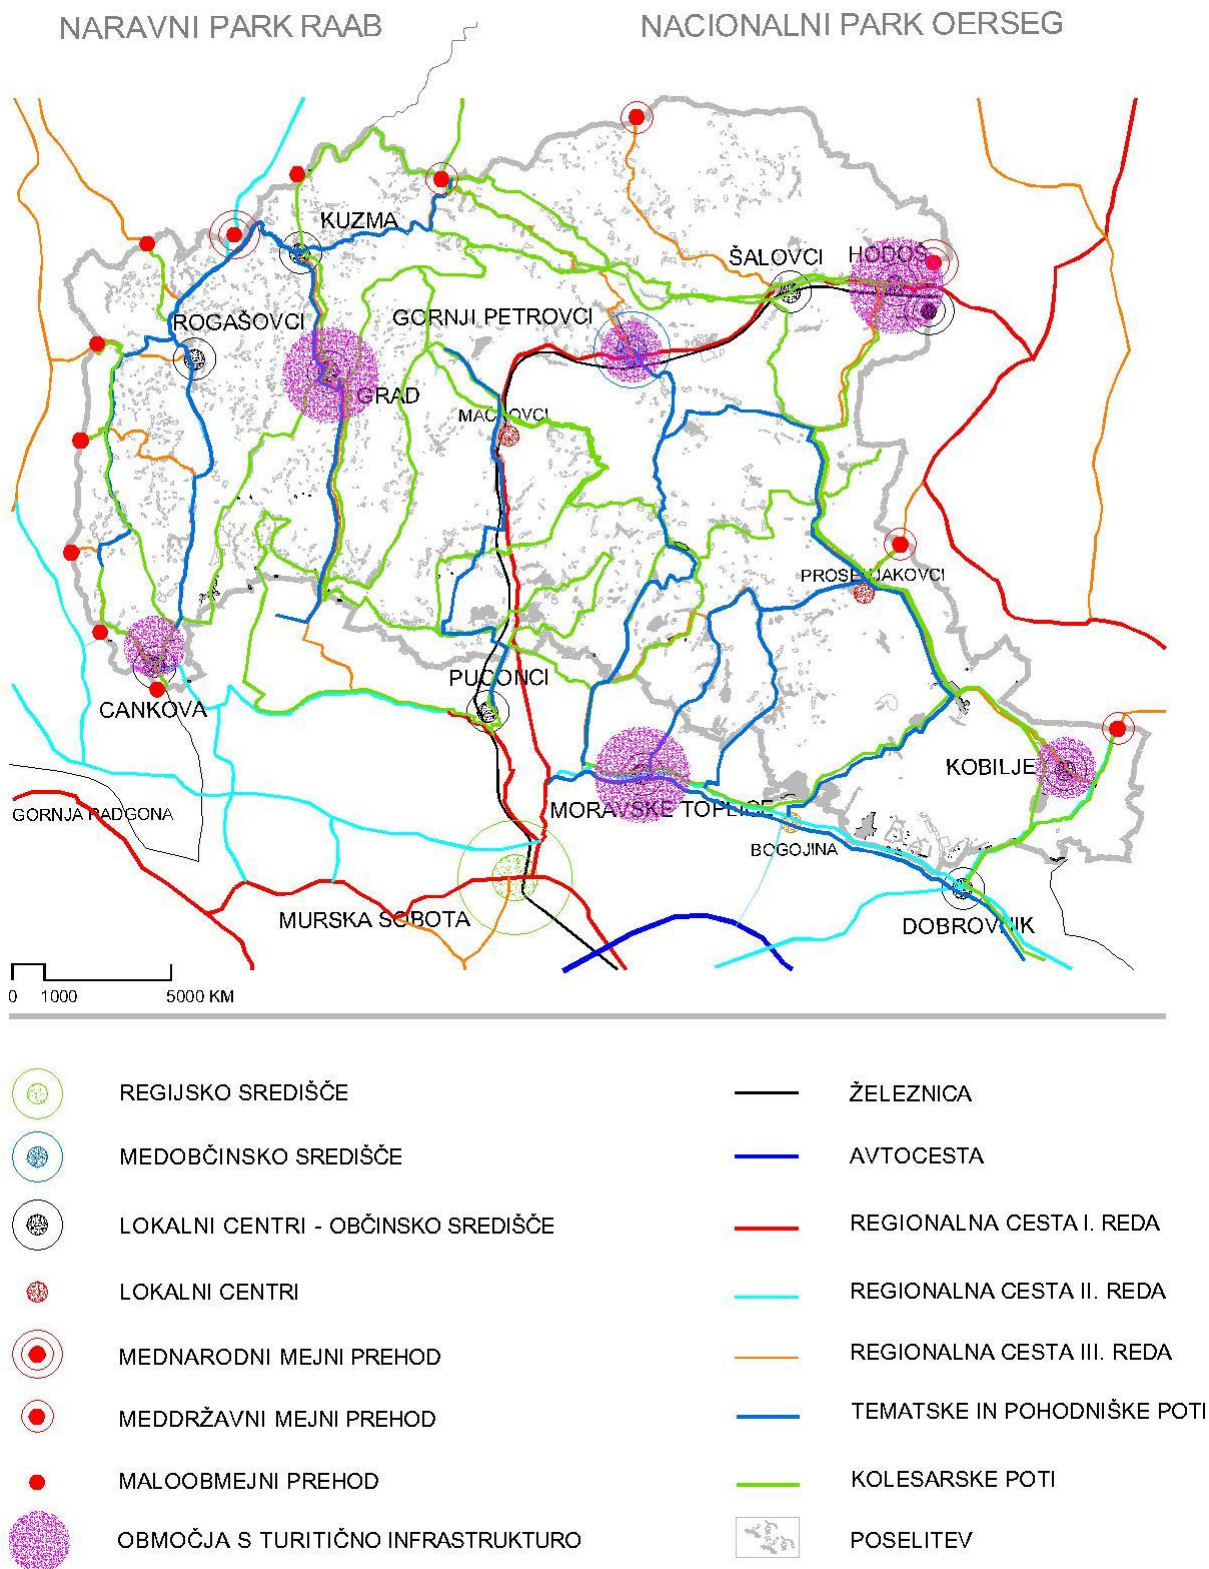 NARAVNI PARK RAAB
NACIONALNI PARK OERSEG
KUZMA
ŠALOVCI
HODOŠ
ROGAŠOVCI
GORNJI PETROVCI
GRAD
MAČKOVCI
PROSENJAKOVCI
PUCONCI
CANKOVA
KOBILJE
GORNJA RADGONA
MORAVSKE TOPLICE
BOGOJINA
MURSKA SOBOTA
DOBROVNIK
0 1000 5000 KM
REGIJSKO SREDIŠČE
MEDOBČINSKO SREDIŠČE
LOKALNI CENTRI - OBČINSKO SREDIŠČE
LOKALNI CENTRI
MEDNARODNI MEJNI PREHOD
MEDDRŽAVNI MEJNI PREHOD
MALOOBMEJNI PREHOD
OBMOČJA S TURITIČNO INFRASTRUKTURO
ŽELEZNICA
AVTOCESTA
REGIONALNA CESTA I. REDA
REGIONALNA CESTA II. REDA
REGIONALNA CESTA III. REDA
TEMATSKE IN POHODNIŠKE POTI
KOLESARSKE POTI
POSELITEV